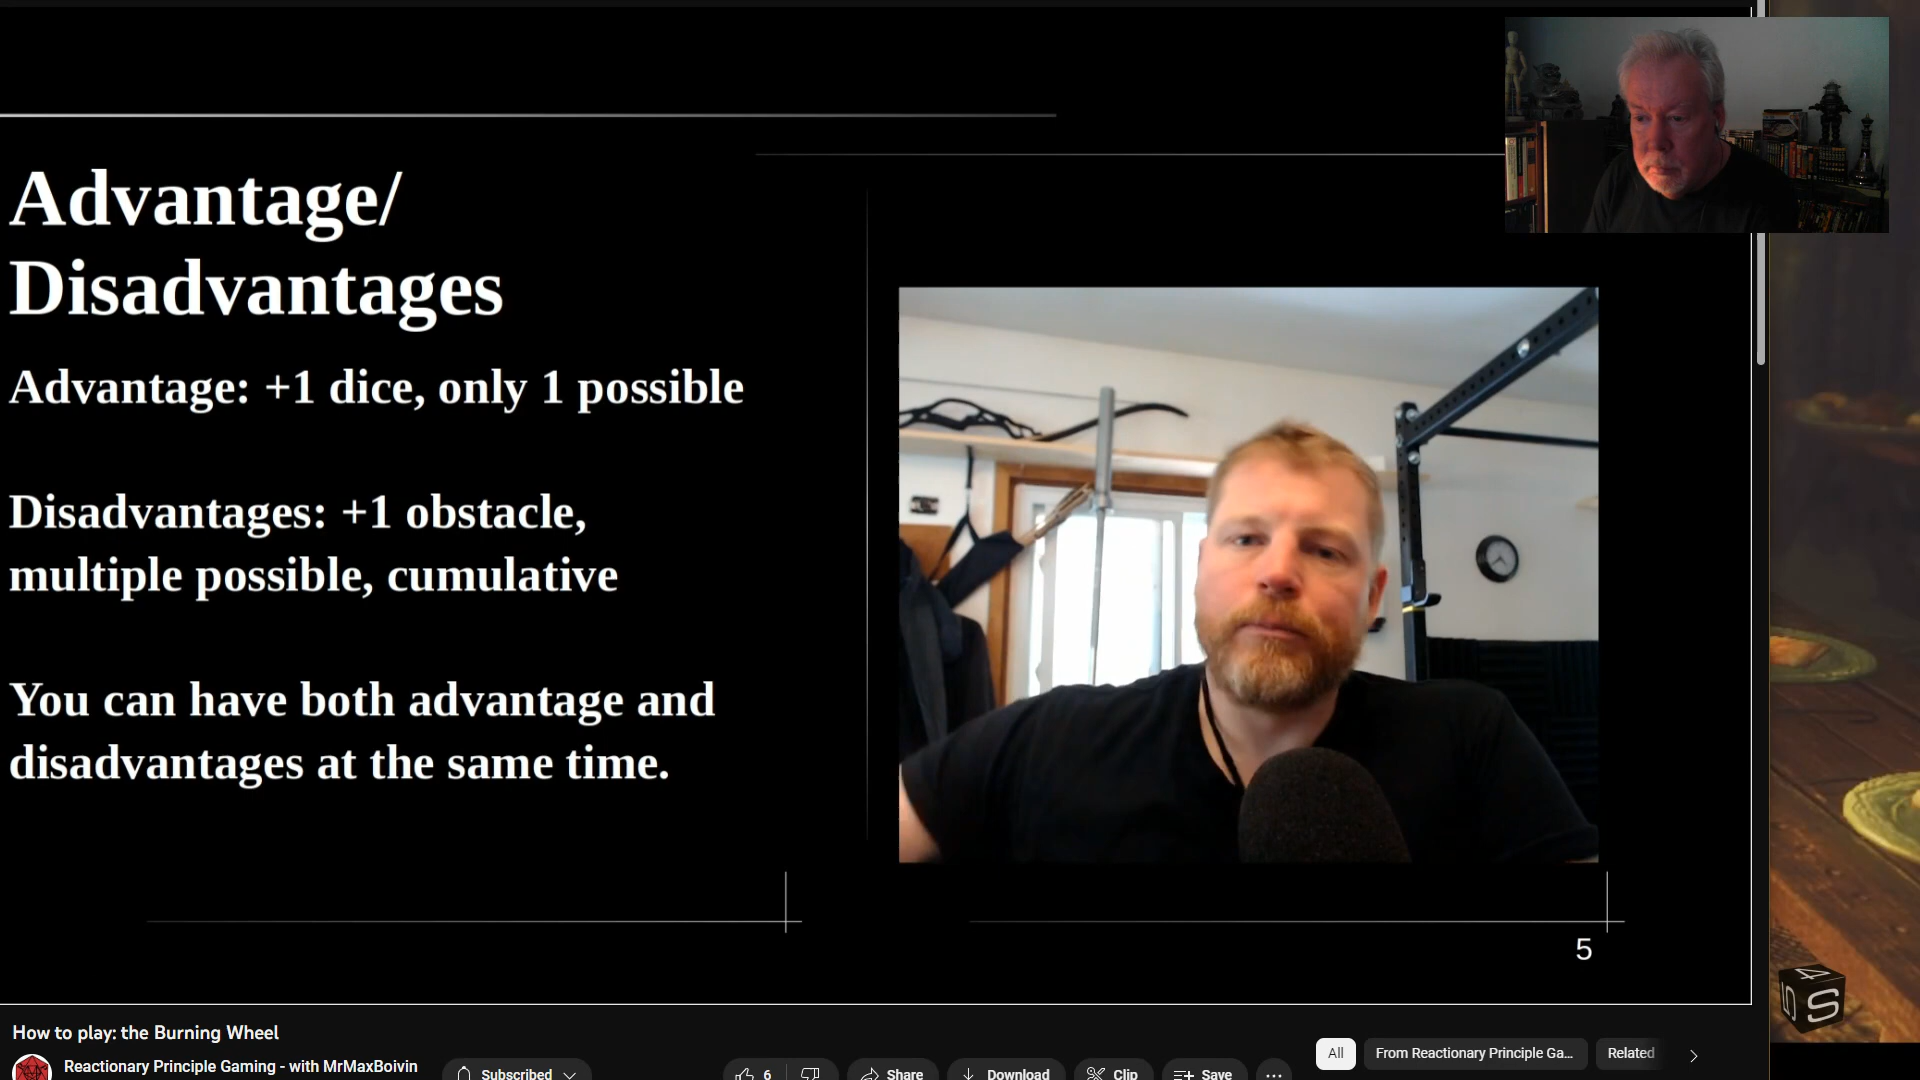 Advantage/
Disadvantages
Advantage: +1 dice, only 1 possible
Disadvantages: +1 obstacle,
multiple possible, cumulative
You can have both advantage and
disadvantages at the same time.
5
4
5
S
How to play: the Burning Wheel
Reactionary Principle Gaming - with MrMaxBoivin
Subscribed
6
Share
Download
Clip
Save
All
From Reactionary Principle Ga...
Related